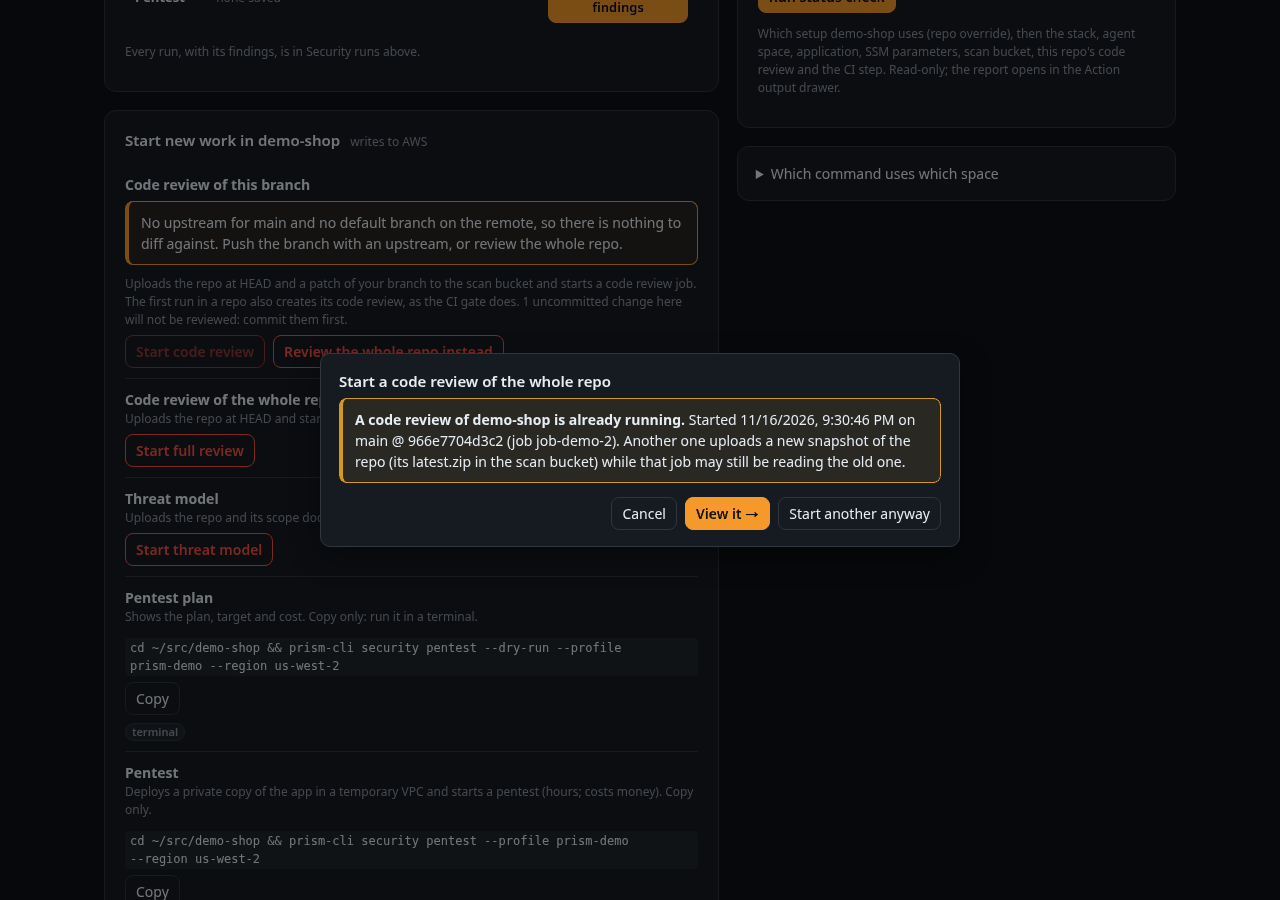 findings
Every run, with its findings, is in Security runs above.
Start new work in demo-shop writes to AWS
Code review of this branch
No upstream for main and no default branch on the remote, so there is nothing to
diff against. Push the branch with an upstream, or review the whole repo.
Uploads the repo at HEAD and a patch of your branch to the scan bucket and starts a code review job.
The first run in a repo also creates its code review, as the CI gate does. 1 uncommitted change here
will not be reviewed: commit them first.
Start code review
Review the whole repo instead
Code review of the whole rep
Uploads the repo at HEAD and star
Start full review
Threat model
Uploads the repo and its scope doc
Start threat model
Pentest plan
Shows the plan, target and cost. Copy only: run it in a terminal.
cd ~/src/demo-shop && prism-cli security pentest --dry-run --profile
prism-demo --region us-west-2
Copy
terminal
Pentest
Deploys a private copy of the app in a temporary VPC and starts a pentest (hours; costs money). Copy
only.
cd ~/src/demo-shop && prism-cli security pentest --profile prism-demo
--region us-west-2
Copy
Which setup demo-shop uses (repo override), then the stack, agent
space, application, SSM parameters, scan bucket, this repo's code
review and the CI step. Read-only; the report opens in the Action
output drawer.
▶ Which command uses which space
Start a code review of the whole repo
A code review of demo-shop is already running. Started 11/16/2026, 9:30:46 PM on
main @ 966e7704d3c2 (job job-demo-2). Another one uploads a new snapshot of the
repo (its latest.zip in the scan bucket) while that job may still be reading the old one.
Cancel
View it →
Start another anyway